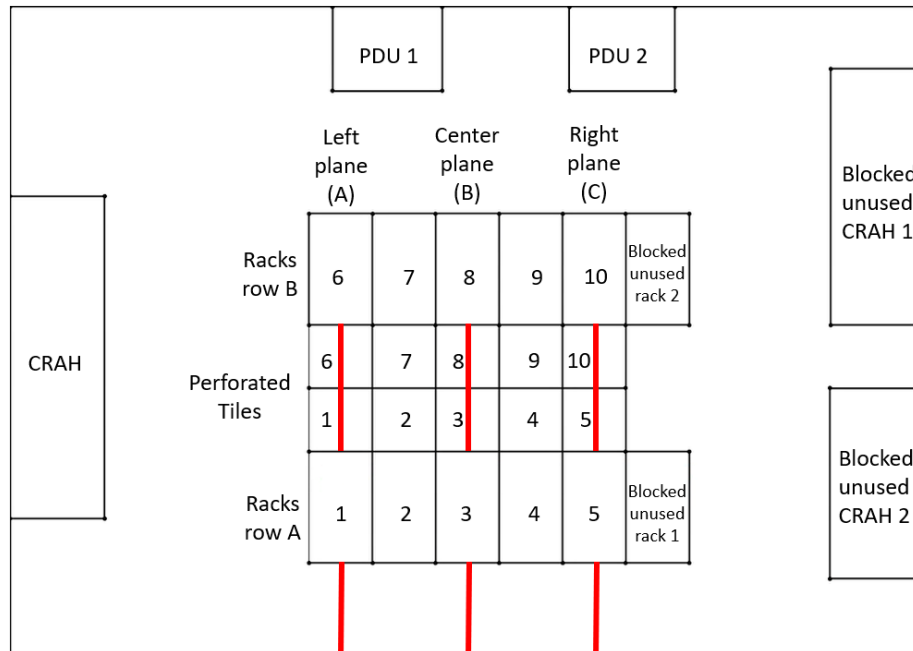 PDU 1
PDU 2
Left
plane
(A)
Center
plane
(B)
Right
plane
(C)
Blocked
unused
CRAH 1
Racks
row B
6
7
8
9
10
Blocked
unused
rack 2
CRAH
Perforated
Tiles
6
7
8
9
10
1
2
3
4
5
Racks
row A
1
2
3
4
5
Blocked
unused
rack 1
Blocked
unused
CRAH 2